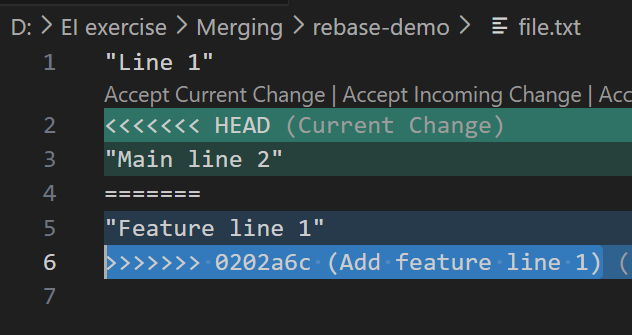 D: > EI exercise > Merging > rebase-demo > file.txt
1 "Line 1"
Accept Current Change | Accept Incoming Change |
2 <<<<<<< HEAD (Current Change)
3 "Main line 2"
4 =======
5 "Feature line 1"
6 >>>>>>> 0202a6c (Add feature line 1) (
7